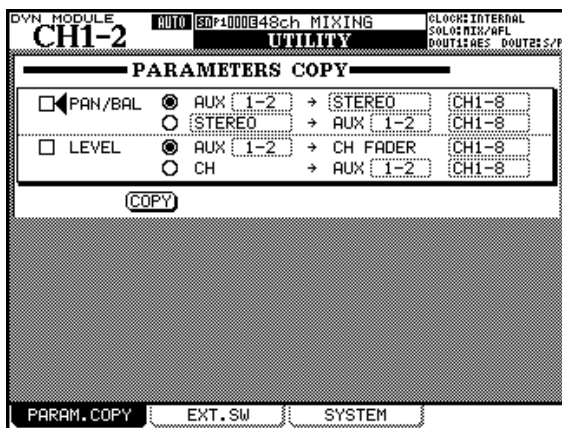 DYN MODULE
CH1-2
AUTO 48ch MIXING
UTILITY
CLOCK:INTERNAL
SOLO:MIX/AFL
DOUT1:AES DOUT2:S/P
PARAMETERS COPY
PAN/BAL AUX 1-2 → STEREO CH1-8
STEREO → AUX 1-2 CH1-8
LEVEL AUX 1-2 → CH FADER CH1-8
CH → AUX 1-2 CH1-8
COPY
PARAM.COPY EXT.SW SYSTEM